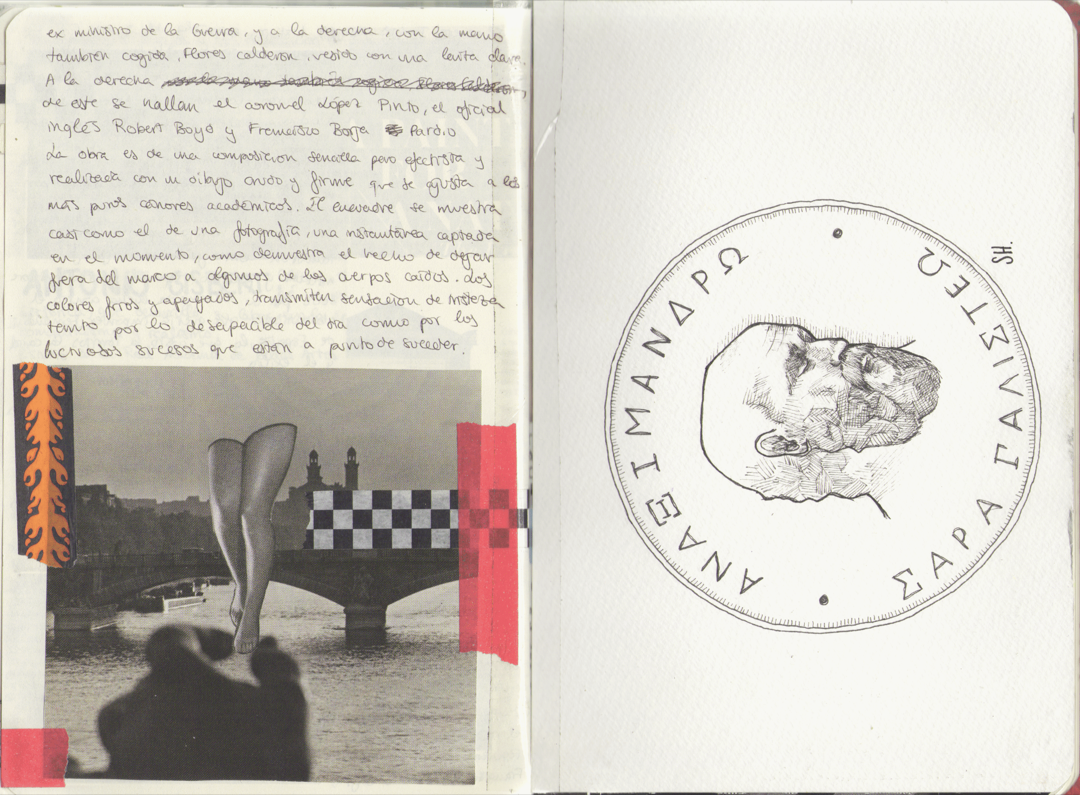 ex ministro de la Guerra, y a la derecha, con la mano
también cogida, Flores calderón, vestido con una levita clara.
A la derecha
de este se hallan el coronel López Pinto, el oficial
inglés Robert Boyd y Francisco Borja Pardio
La obra es de una composición sencilla pero efectista y
realizada con un dibujo crudo y firme que se ajusta a los
más puros cánones académicos. El encuadre se muestra
casi como el de una fotografía, una instantánea captada
en el momento, como demuestra el hecho de dejar
fuera del marco a algunos de los cuerpos caídos. Los
colores fríos y apagados, transmiten sensación de tristeza
tanto por lo desapacible del día como por los
luctuosos sucesos que están a punto de suceder.
ΑΝΑΞΙΜΑΝΔΡΩ
ΣΑΡΑ ΓΑΛΙΣΤΕΩ
SH.